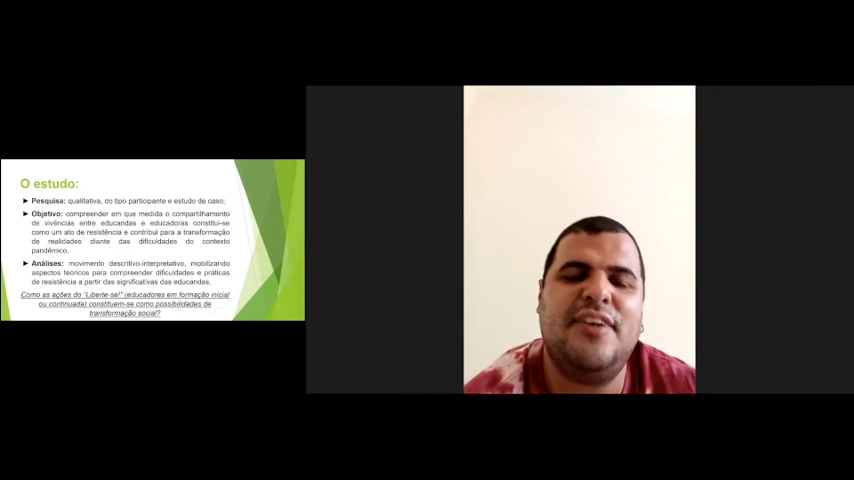 O estudo:
► Pesquisa: qualitativa, do tipo participante e estudo de caso;
► Objetivo: compreender em que medida o compartilhamento
de vivências entre educandas e educadoras constitui-se
como um ato de resistência e contribui para a transformação
de realidades diante das dificuldades do contexto
pandêmico.
► Análises: movimento descritivo-interpretativo, mobilizando
aspectos teóricos para compreender dificuldades e práticas
de resistência a partir das significativas das educandas.
Como as ações do "Liberte-se!" (educadores em formação inicial
ou continuada) constituem-se como possibilidades de
transformação social?